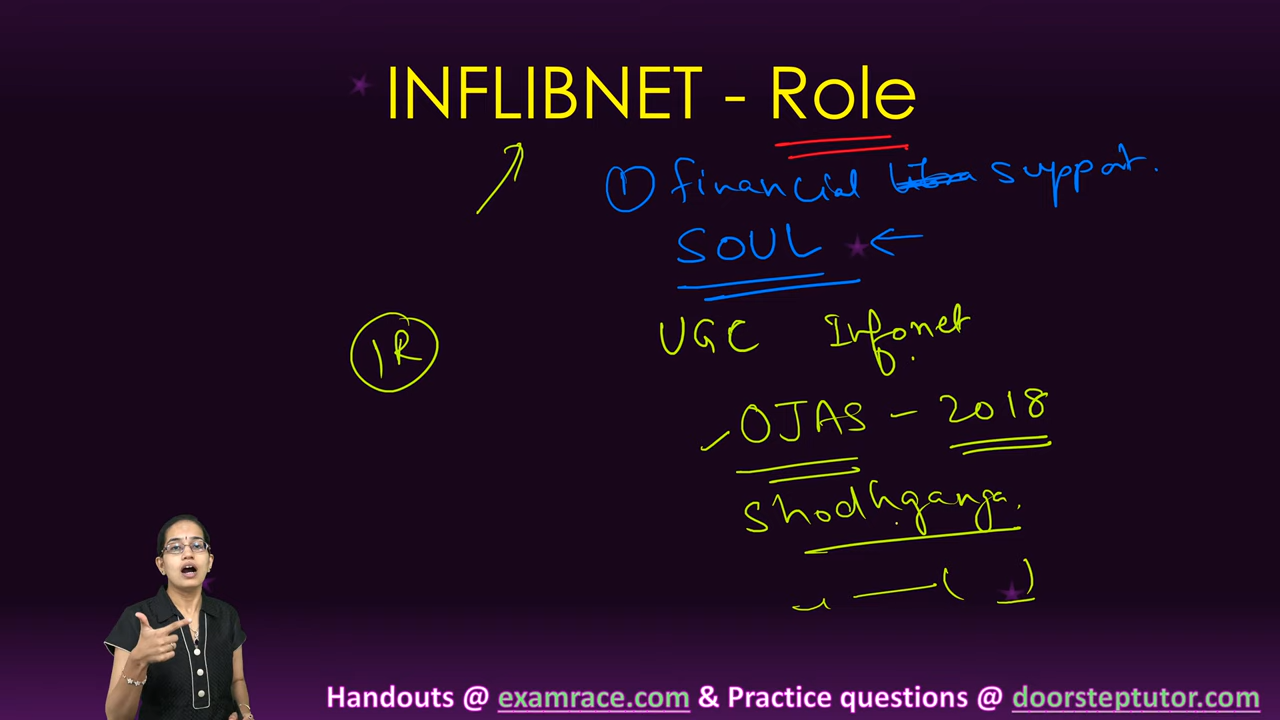 INFLIBNET - Role
① financial support.
SOUL ←
UGC Infonet
IR
OJAS - 2018
Shodhganga.
Handouts @ examrace.com & Practice questions @ doorsteptutor.com